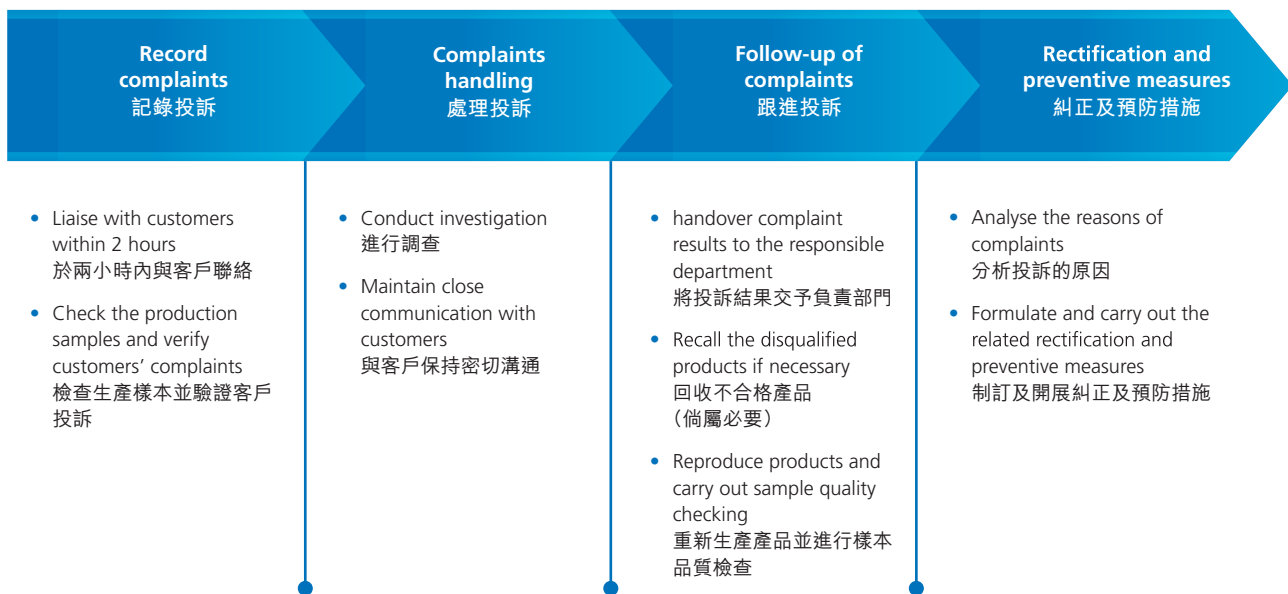 Record
complaints
記錄投訴
Complaints
handling
處理投訴
Follow-up of
complaints
跟進投訴
Rectification and
preventive measures
糾正及預防措施
• Liaise with customers
within 2 hours
於兩小時內與客戶聯絡
• Check the production
samples and verify
customers’ complaints
檢查生產樣本並驗證客戶
投訴
• Conduct investigation
進行調查
• Maintain close
communication with
customers
與客戶保持密切溝通
• handover complaint
results to the responsible
department
將投訴結果交予負責部門
• Recall the disqualified
products if necessary
回收不合格產品
（倘屬必要）
• Reproduce products and
carry out sample quality
checking
重新生產產品並進行樣本
品質檢查
• Analyse the reasons of
complaints
分析投訴的原因
• Formulate and carry out the
related rectification and
preventive measures
制訂及開展糾正及預防措施